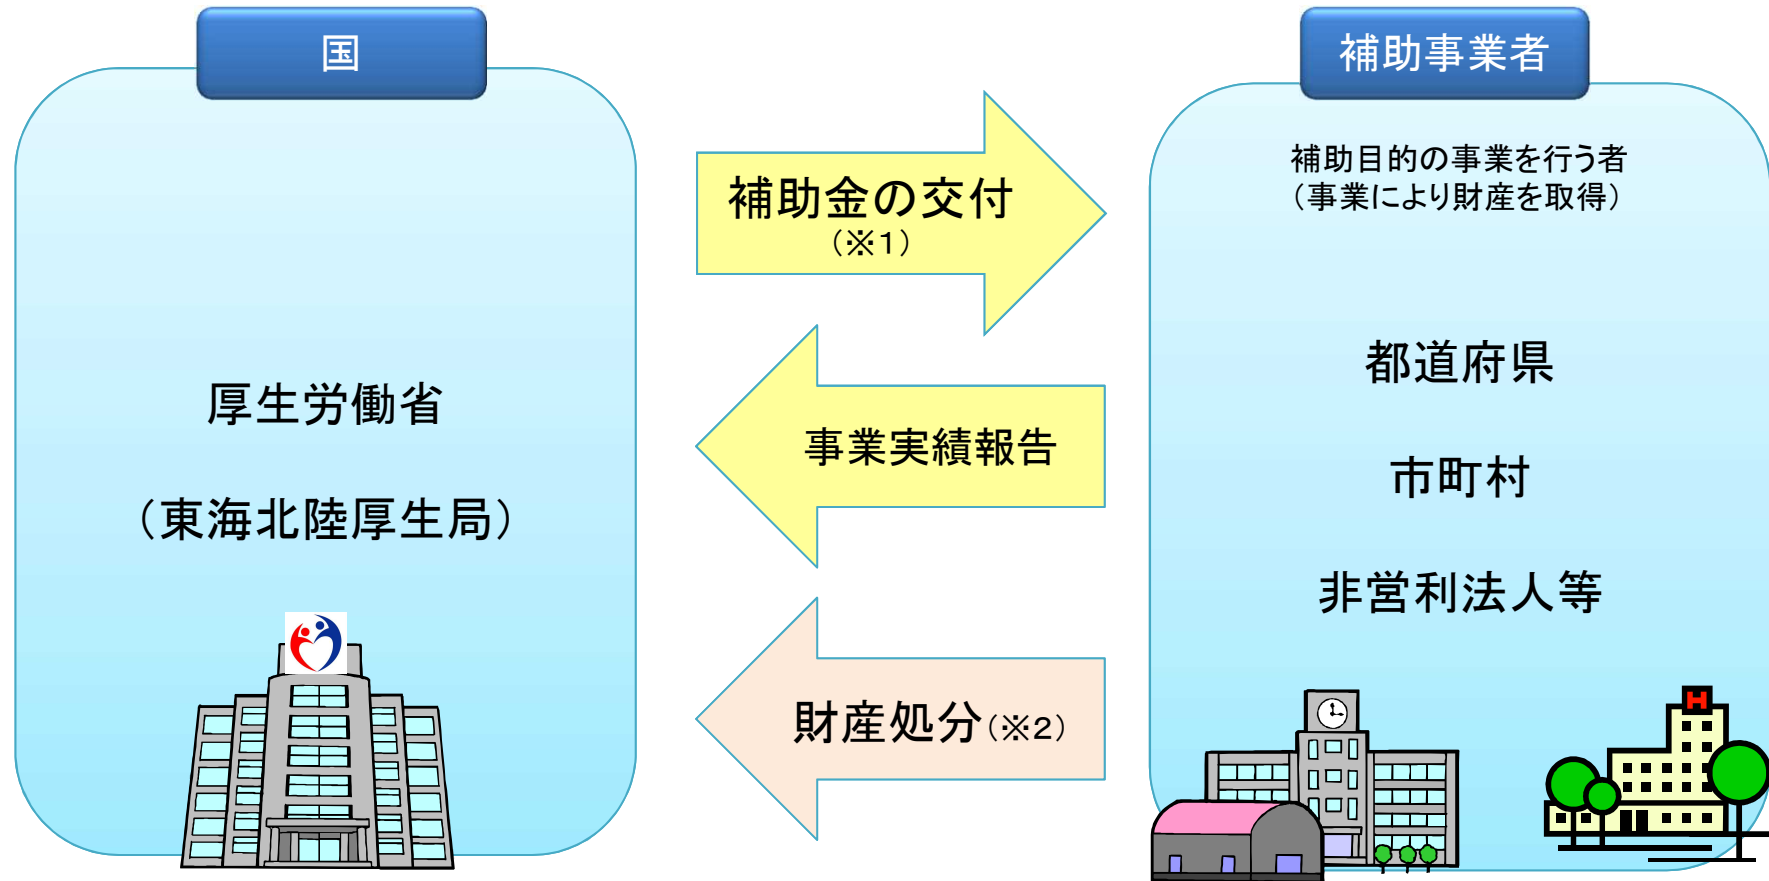 国
厚生労働省
（東海北陸厚生局）
補助金の交付
（※1）
事業実績報告
財産処分（※2）
補助事業者
補助目的の事業を行う者
（事業により財産を取得）
都道府県
市町村
非営利法人等
H